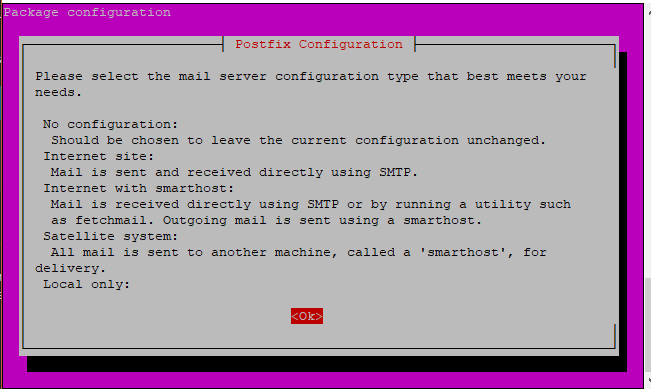 Package configuration
Postfix Configuration
Please select the mail server configuration type that best meets your
needs.
No configuration:
Should be chosen to leave the current configuration unchanged.
Internet site:
Mail is sent and received directly using SMTP.
Internet with smarthost:
Mail is received directly using SMTP or by running a utility such
as fetchmail. Outgoing mail is sent using a smarthost.
Satellite system:
All mail is sent to another machine, called a 'smarthost', for
delivery.
Local only:
<Ok>